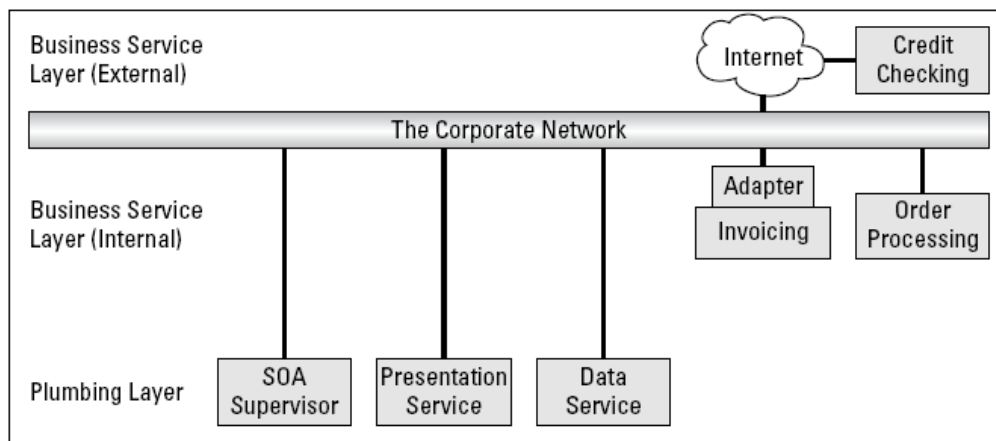 Business Service
Layer (External)
Internet
Credit
Checking
The Corporate Network
Business Service
Layer (Internal)
Adapter
Invoicing
Order
Processing
Plumbing Layer
SOA
Supervisor
Presentation
Service
Data
Service